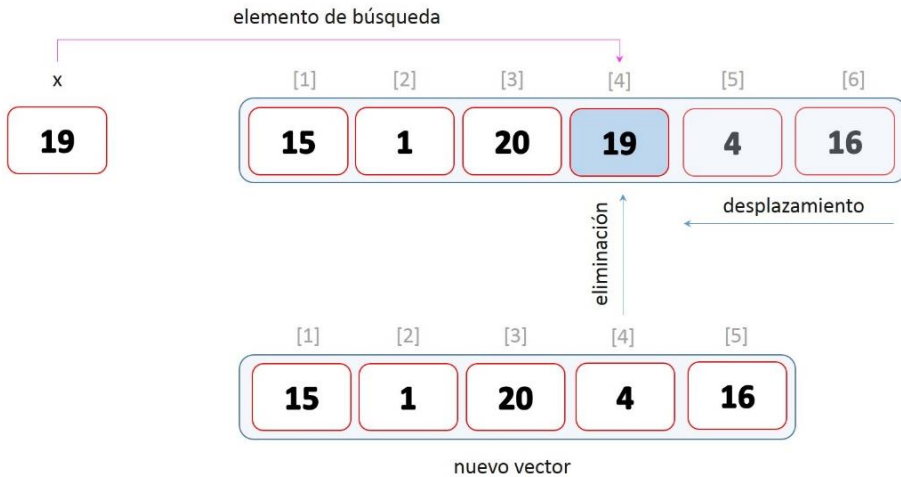 elemento de búsqueda
x [1] [2] [3] [4] [5] [6]
19 15 1 20 19 4 16
desplazamiento
eliminación
[1] [2] [3] [4] [5]
15 1 20 4 16
nuevo vector